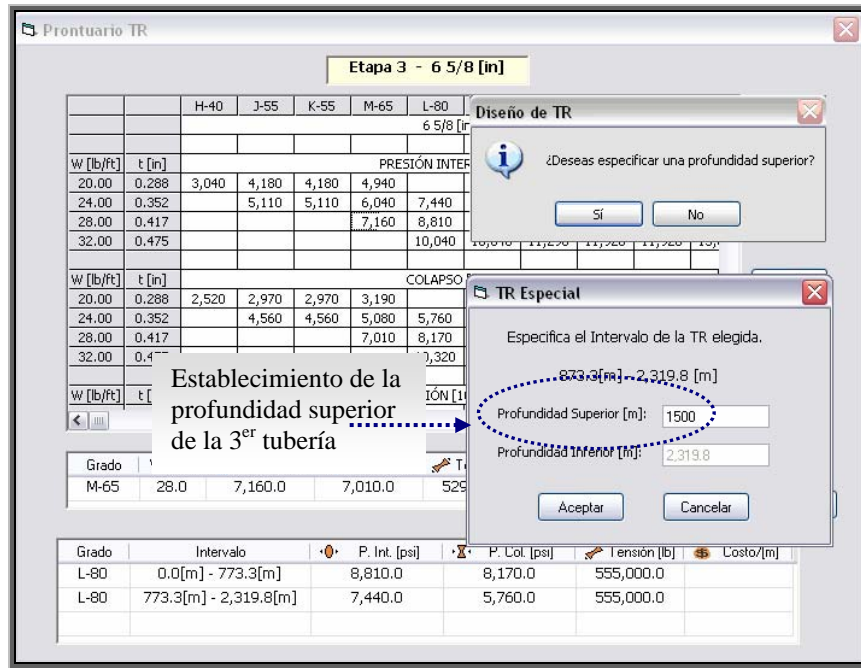 Prontuario TR
Etapa 3 - 6 5/8 [in]
H-40 J-55 K-55 M-65 L-80
6 5/8
W [lb/ft] t [in]
20.00 0.288 3,040 4,180 4,180 4,940
24.00 0.352 5,110 5,110 6,040 7,440
28.00 0.417 7,160 8,810
32.00 0.475 10,040
W [lb/ft] t [in] COLAPSO
20.00 0.288 2,520 2,970 2,970 3,190
24.00 0.352 4,560 4,560 5,080 5,760
28.00 0.417 7,010 8,170
32.00
W [lb/ft]
Diseño de TR
¿Deseas especificar una profundidad superior?
Sí No
TR Especial
Especifica el Intervalo de la TR elegida.
873.3[m] - 2,319.8 [m]
Profundidad Superior [m]: 1500
Profundidad Inferior [m]: 2,319.8
Aceptar Cancelar
Establecimiento de la
profundidad superior
de la 3er tubería
Grado
M-65 28.0 7,160.0 7,010.0 529
Grado Intervalo P. Int. [psi] P. Col. [psi] Tensión [lb] Costo/[m]
L-80 0.0[m] - 773.3[m] 8,810.0 8,170.0 555,000.0
L-80 773.3[m] - 2,319.8[m] 7,440.0 5,760.0 555,000.0